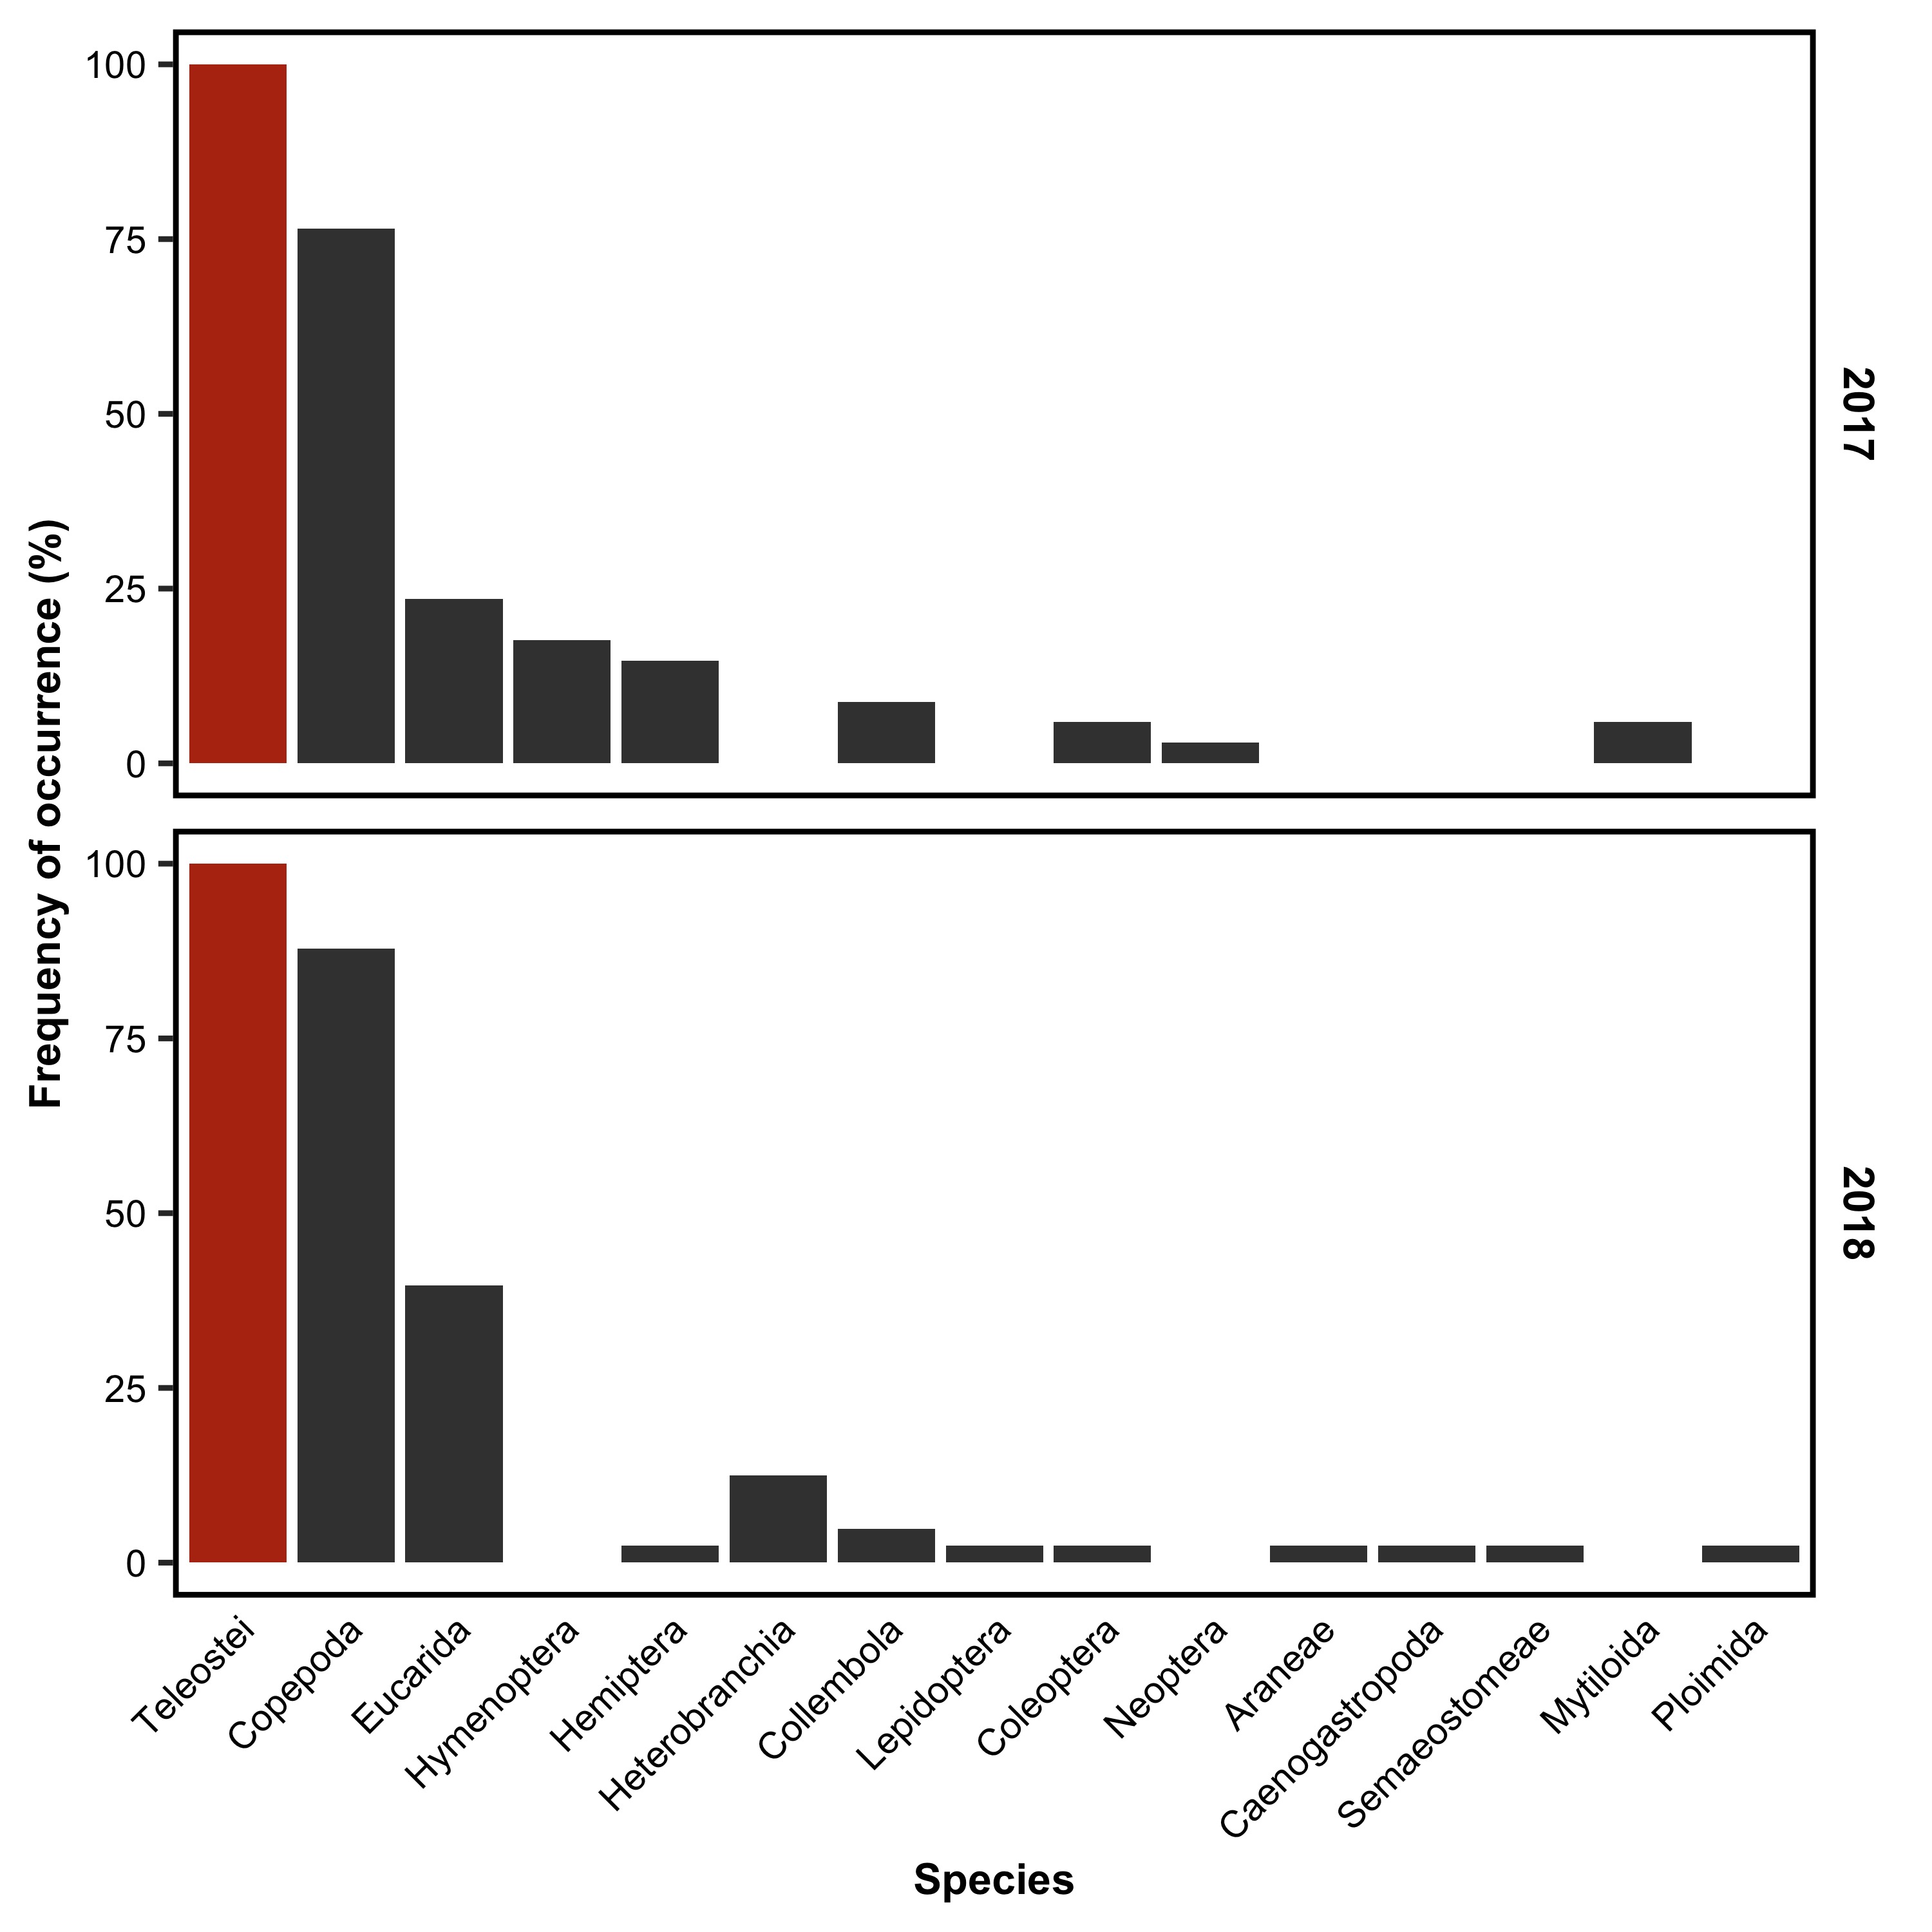 Frequency of occurrence (%)
100
75
50
25
0
2017
100
75
50
25
0
2018
Teleostei
Copepoda
Eucarida
Hymenoptera
Hemiptera
Heterobranchia
Collembola
Lepidoptera
Coleoptera
Neoptera
Araneae
Caenogastropoda
Semaeostomeae
Mytiloida
Ploimida
Species